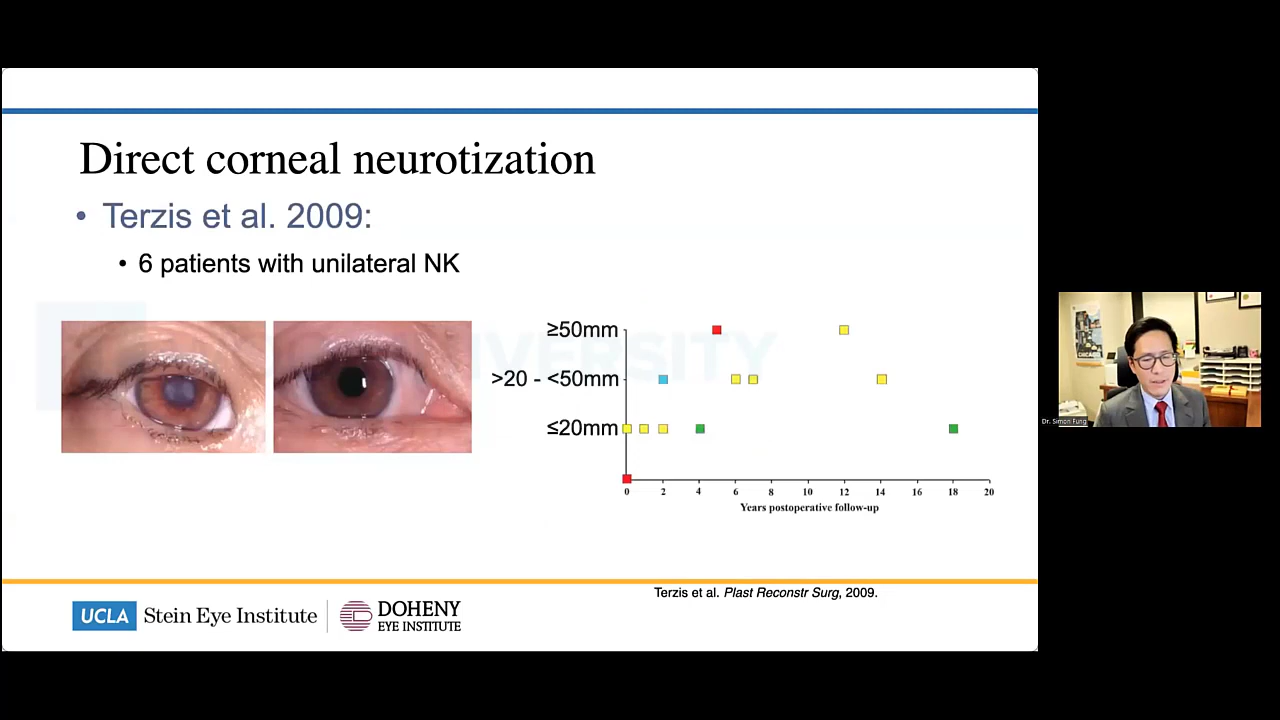 Direct corneal neurotization
• Terzis et al. 2009:
• 6 patients with unilateral NK
UNIVERSITY
≥50mm
>20 - <50mm
≤20mm
0 2 4 6 8 10 12 14 16 18 20
Years postoperative follow-up
Terzis et al. Plast Reconstr Surg, 2009.
UCLA Stein Eye Institute
DOHENY
EYE INSTITUTE
Dr. Simon Fung